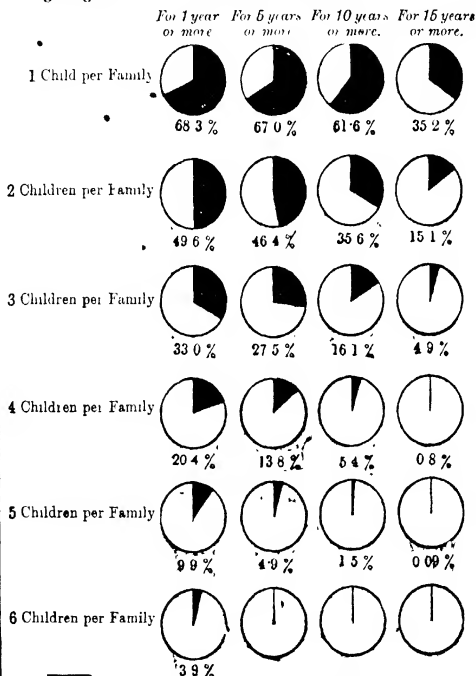 For 1 year For 5 years For 10 years For 15 years
or more or more or more. or more.
1 Child per Family
68 3 % 67 0 % 61·6 % 35 2 %
2 Children per Family
49 6 % 46 4 % 35 6 % 15 1 %
3 Children per Family
33 0 % 27 5 % 16 1 % 4 9 %
4 Children per Family
20 4 % 13 8 % 5 4 % 0 8 %
5 Children per Family
9 9 % 4·9 % 1 5 % 0 09 %
6 Children per Family
3 9 %